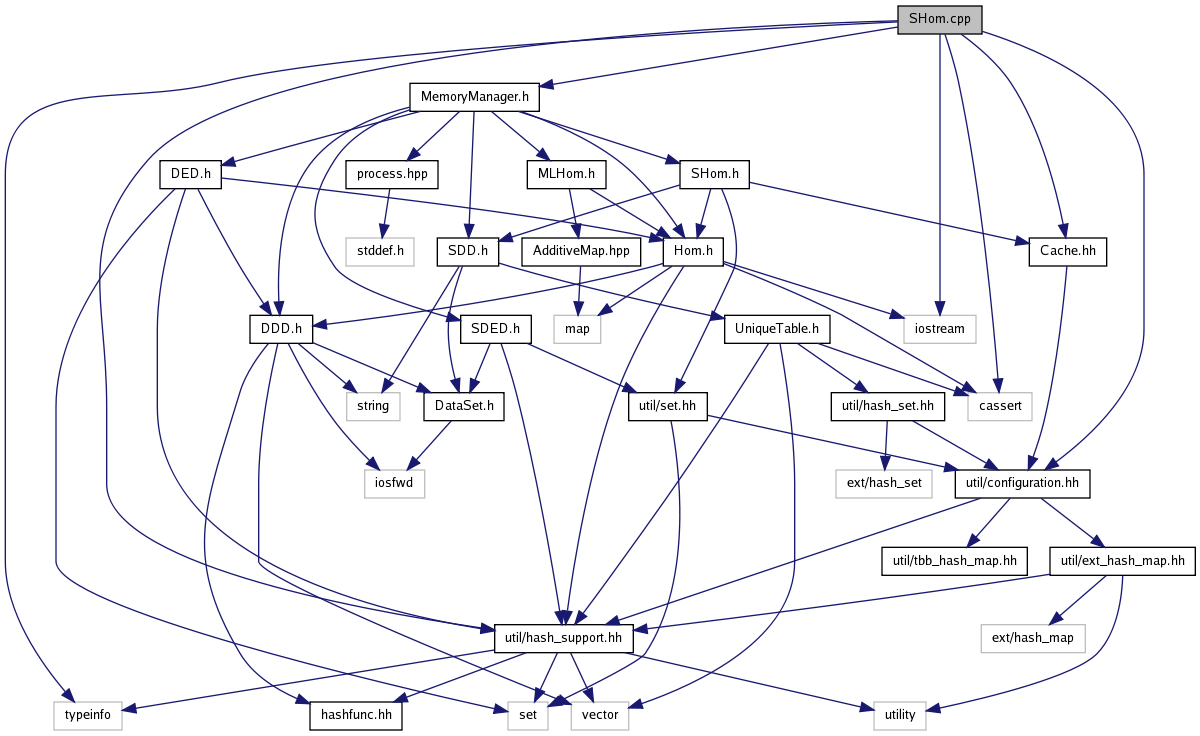 SHom.cpp
MemoryManager.h
DED.h
process.hpp
MLHom.h
SHom.h
stddef.h
SDD.h
AdditiveMap.hpp
Hom.h
Cache.hh
DDD.h
SDED.h
map
UniqueTable.h
iostream
string
DataSet.h
util/set.hh
util/hash_set.hh
cassert
iosfwd
ext/hash_set
util/configuration.hh
util/tbb_hash_map.hh
util/ext_hash_map.hh
util/hash_support.hh
ext/hash_map
typeinfo
hashfunc.hh
set
vector
utility